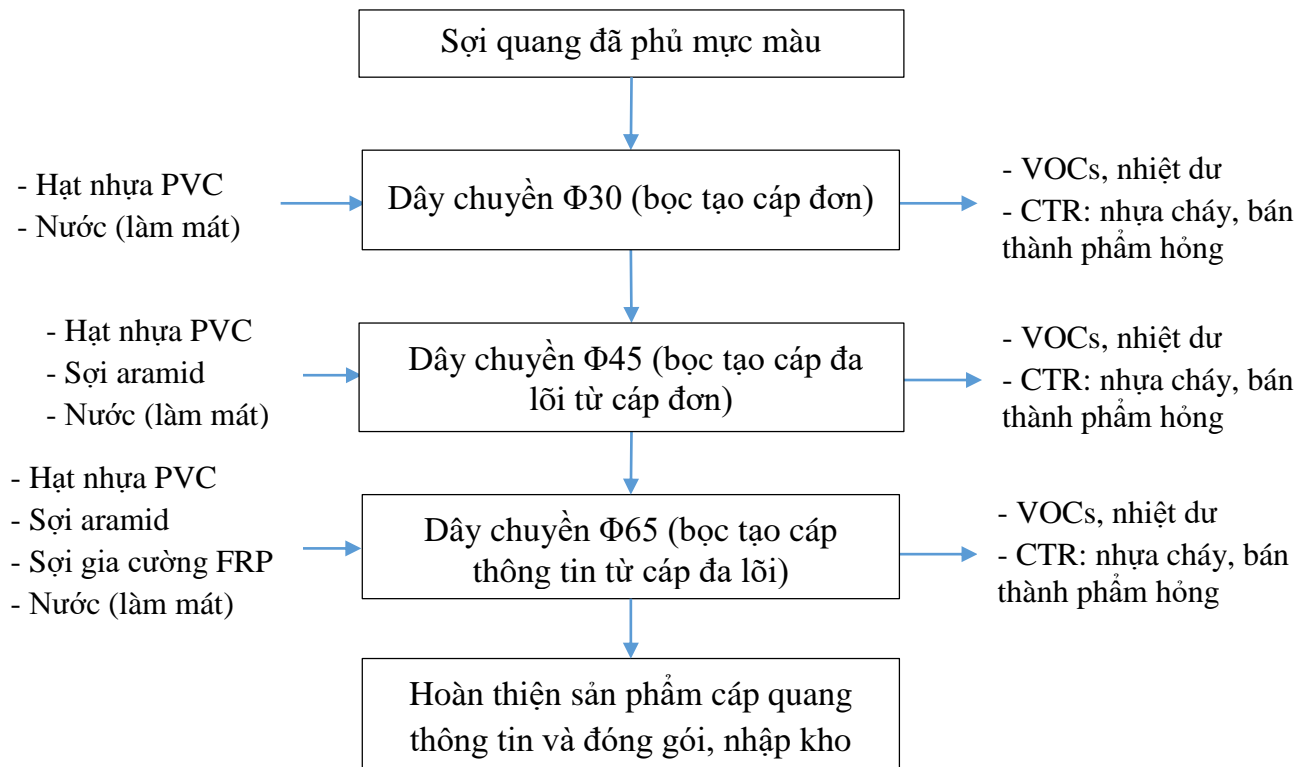 Sợi quang đã phủ mực màu
- Hạt nhựa PVC
- Nước (làm mát)
Dây chuyền Φ30 (bọc tạo cáp đơn)
- VOCs, nhiệt dư
- CTR: nhựa cháy, bán
thành phẩm hỏng
- Hạt nhựa PVC
- Sợi aramid
- Nước (làm mát)
Dây chuyền Φ45 (bọc tạo cáp đa
lõi từ cáp đơn)
- VOCs, nhiệt dư
- CTR: nhựa cháy, bán
thành phẩm hỏng
- Hạt nhựa PVC
- Sợi aramid
- Sợi gia cường FRP
- Nước (làm mát)
Dây chuyền Φ65 (bọc tạo cáp
thông tin từ cáp đa lõi)
- VOCs, nhiệt dư
- CTR: nhựa cháy, bán
thành phẩm hỏng
Hoàn thiện sản phẩm cáp quang
thông tin và đóng gói, nhập kho